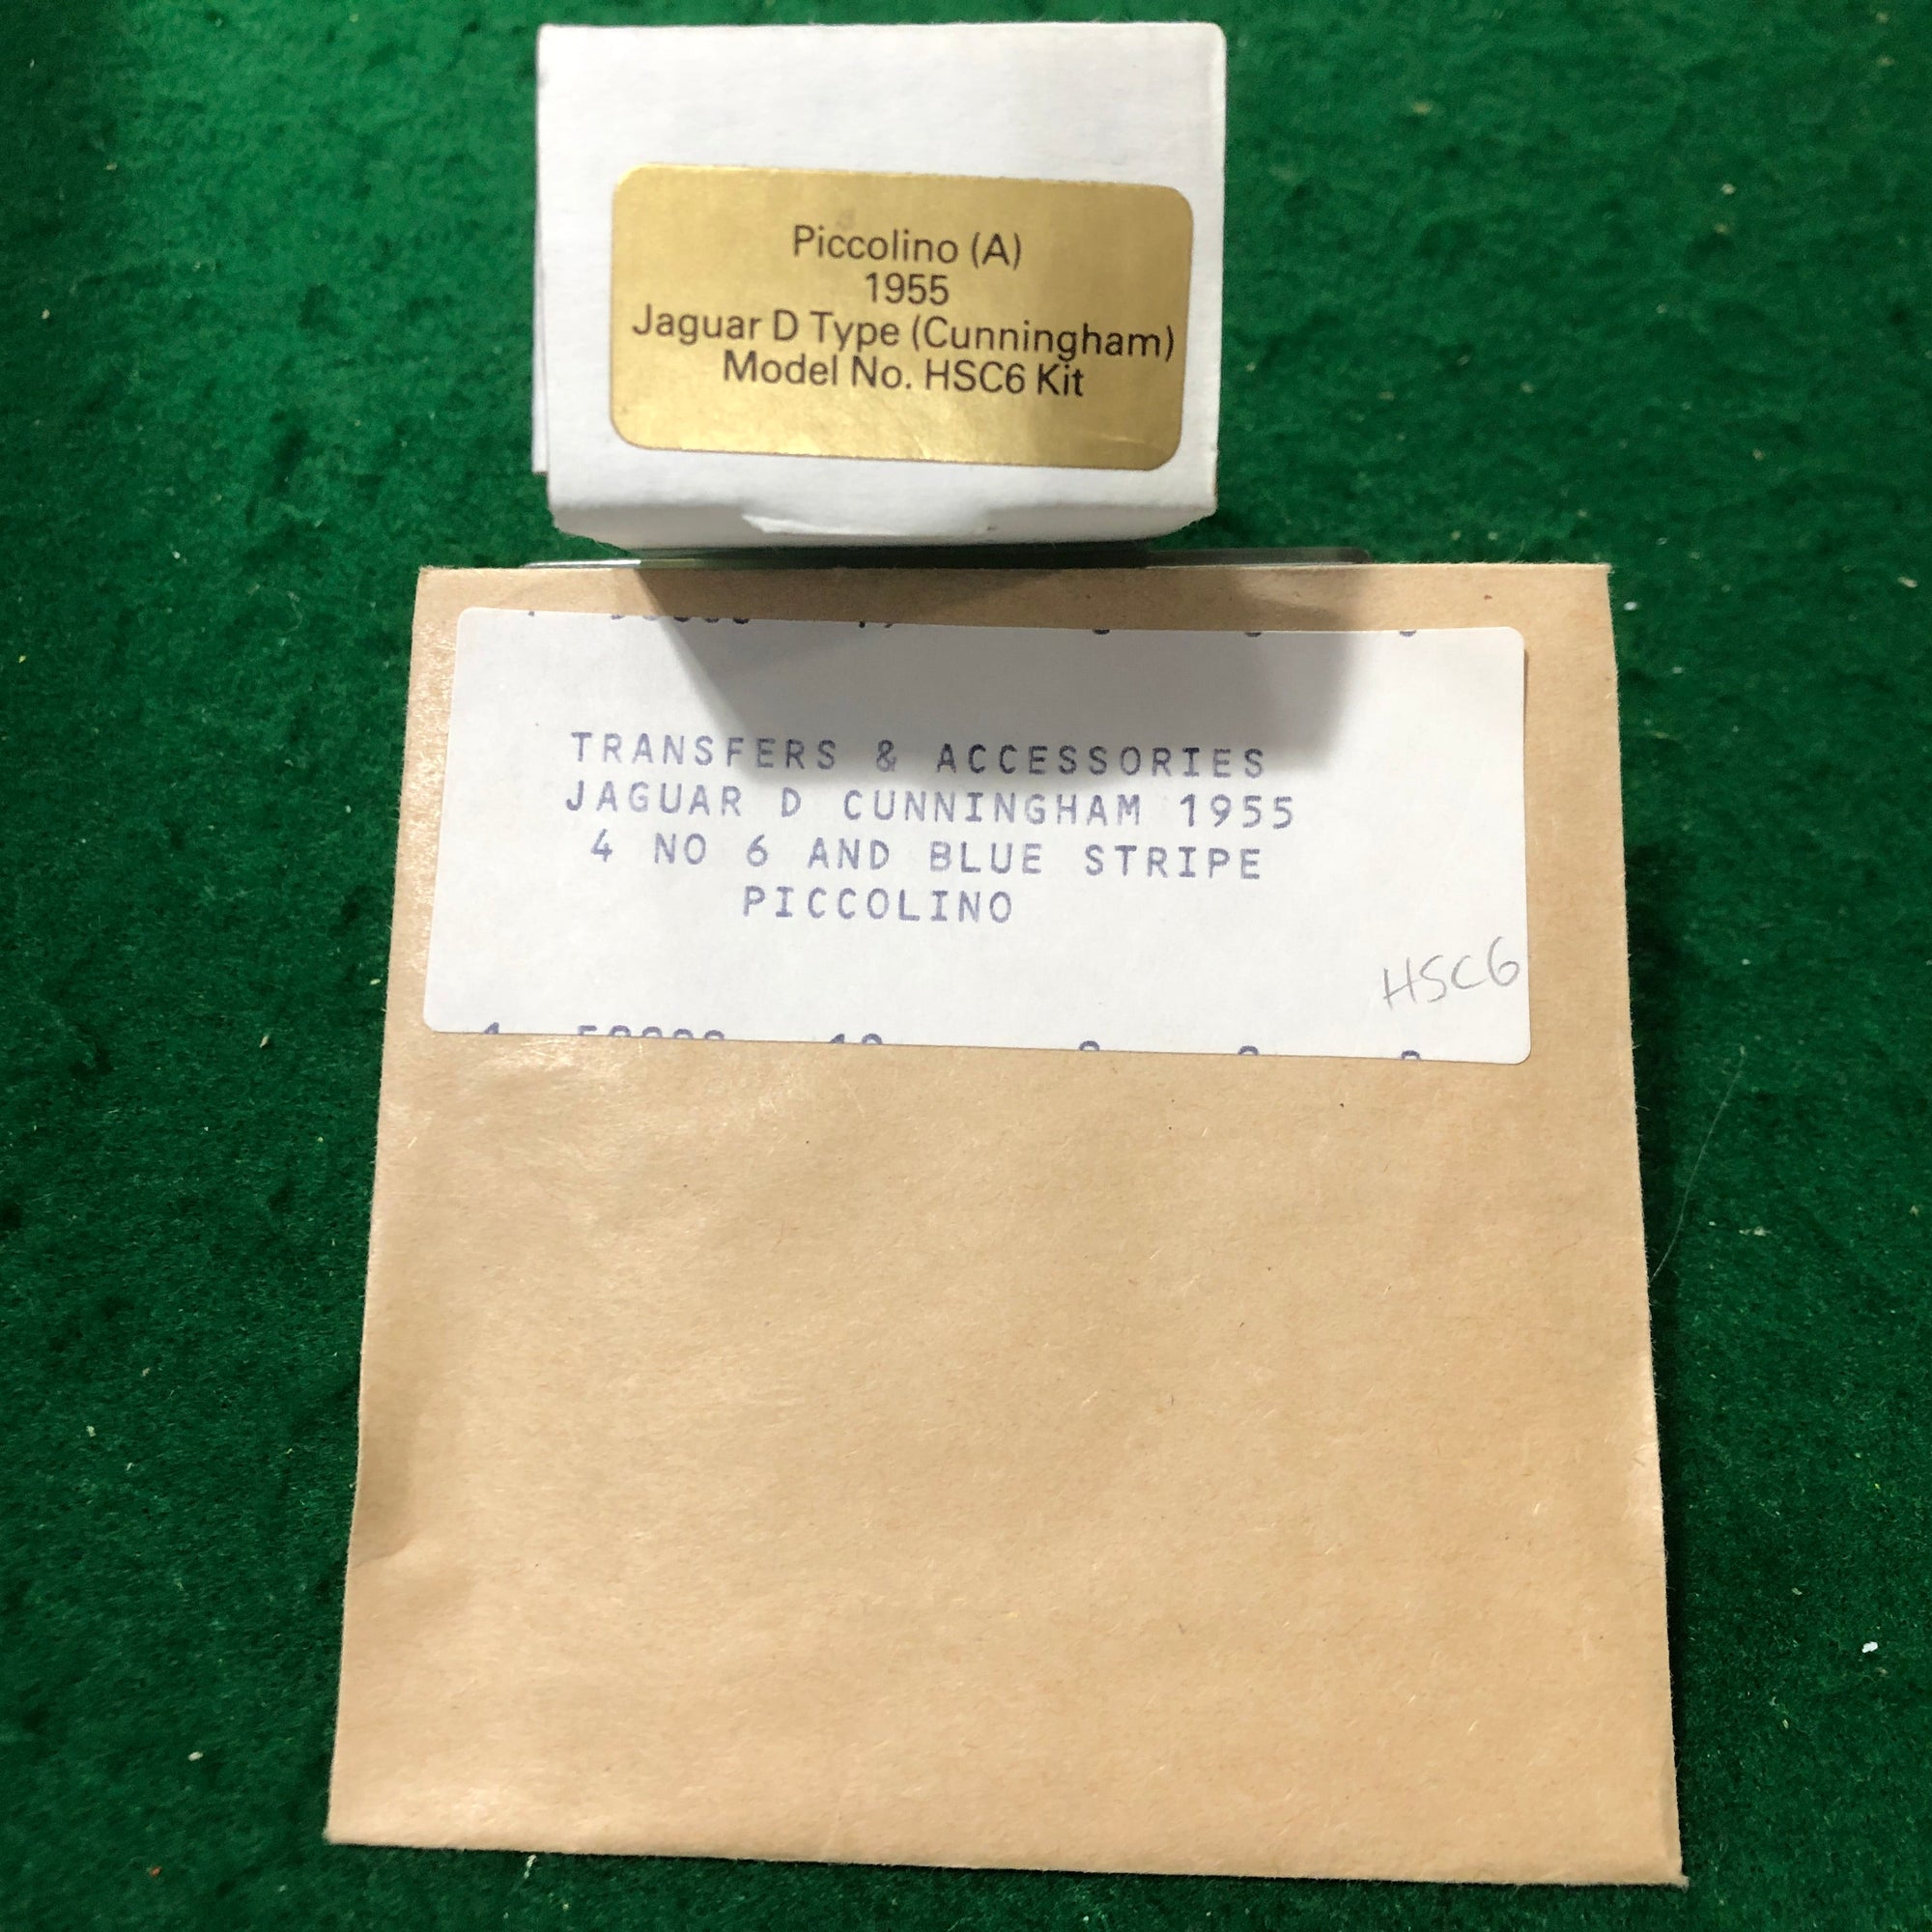 Piccolino (A)
1955
Jaguar D Type (Cunningham)
Model No. HSC6 Kit
TRANSFERS & ACCESSORIES
JAGUAR D CUNNINGHAM 1955
4 NO 6 AND BLUE STRIPE
PICCOLINO
HSC6